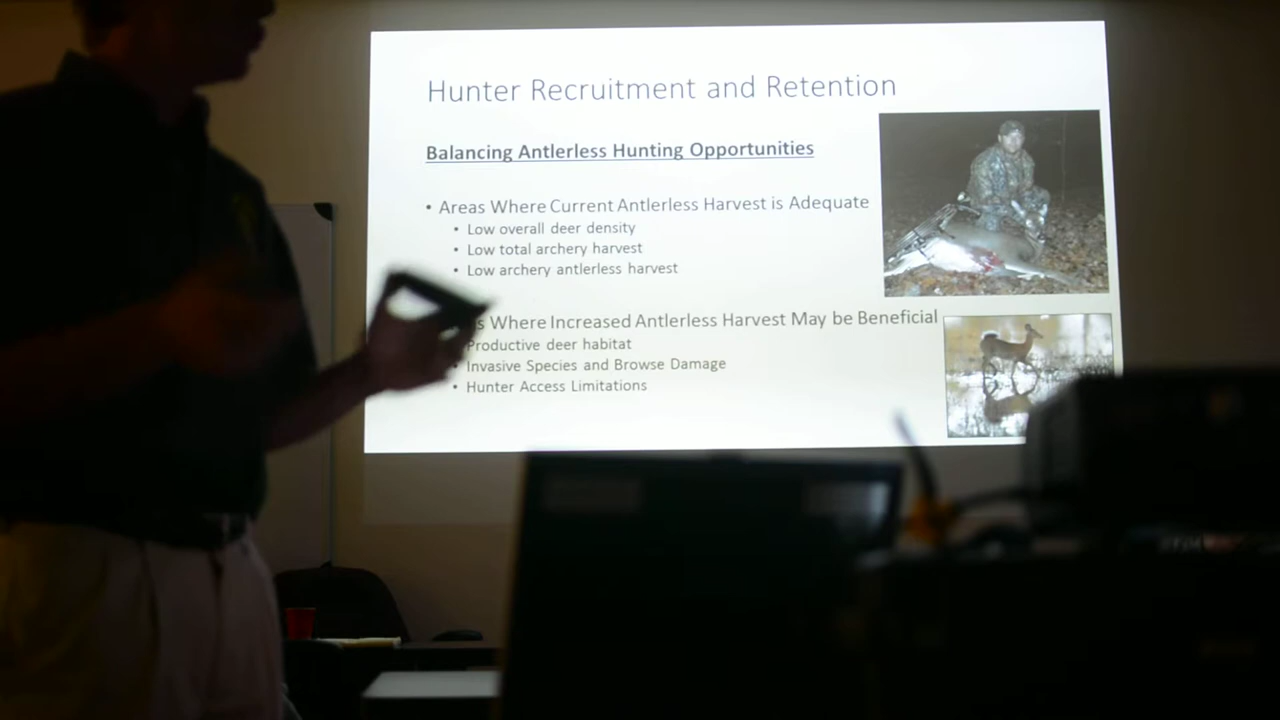 Hunter Recruitment and Retention
Balancing Antlerless Hunting Opportunities
• Areas Where Current Antlerless Harvest is Adequate
• Low overall deer density
• Low total archery harvest
• Low archery antlerless harvest
Where Increased Antlerless Harvest May be Beneficial
Productive deer habitat
• Invasive Species and Browse Damage
• Hunter Access Limitations